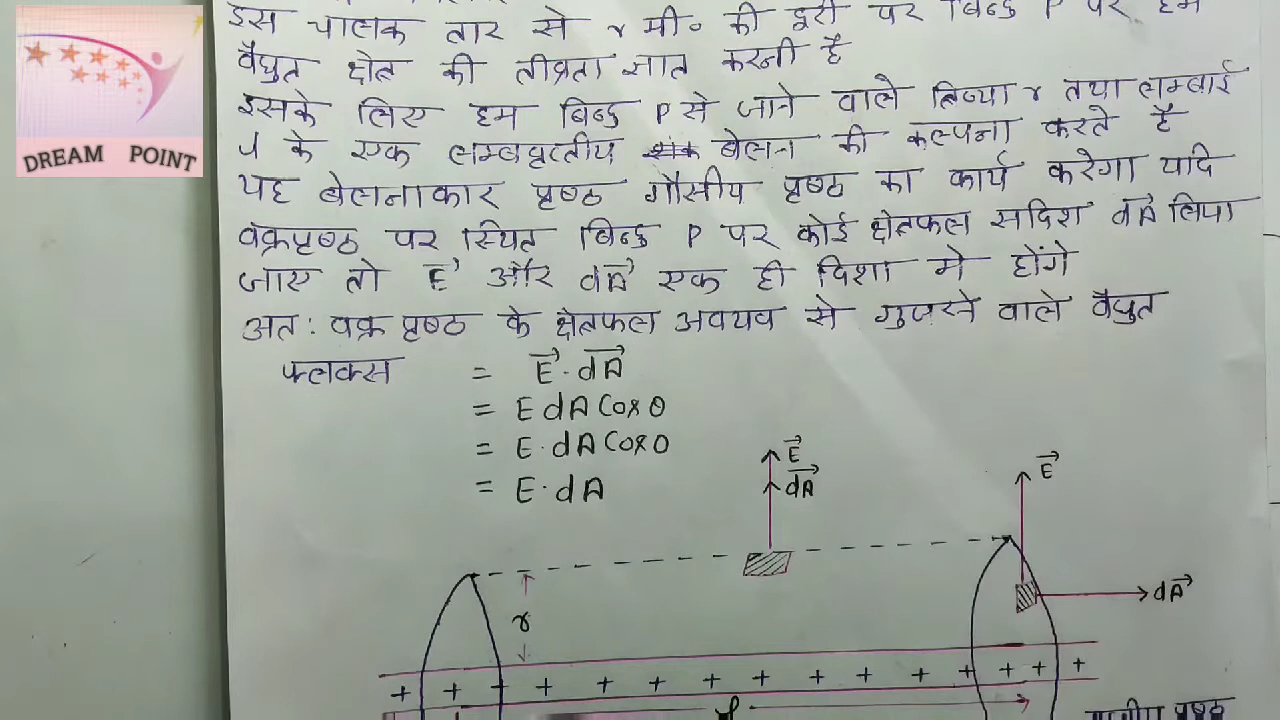 DREAM POINT
इस चालक तार से r मी० की दूरी पर बिन्दु P पर हम
वैद्युत क्षेत्र की तीव्रता ज्ञात करनी है
इसके लिए हम बिन्दु P से जाने वाले त्रिज्या r तथा लम्बाई
l के एक लम्बवृत्तीय बेलन की कल्पना करते है
यह बेलनाकार पृष्ठ गौसीय पृष्ठ का कार्य करेगा यदि
वक्रपृष्ठ पर स्थित बिन्दु P पर कोई क्षेत्रफल सदिश dA⃗ लिया
जाए तो E⃗ और dA⃗ एक ही दिशा मे होंगे
अत: वक्र पृष्ठ के क्षेत्रफल अवयव से गुजरने वाले वैद्युत
फ्लक्स = E⃗ · dA⃗
= E dA Cos θ
= E · dA Cos 0
= E · dA
E⃗
dA⃗
E⃗
dA⃗
r
+ + + + + + + + + + + + + +
l